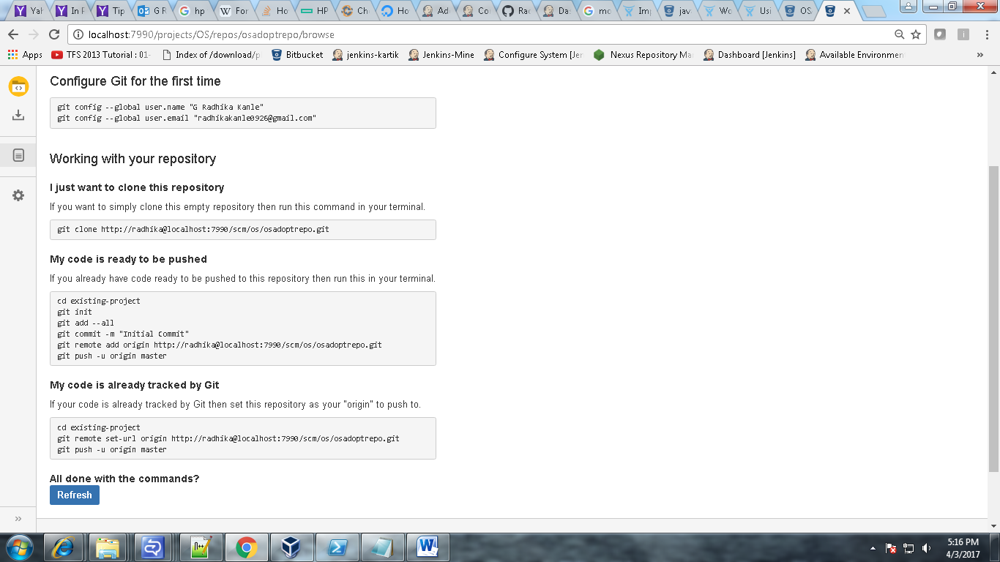 Yah
In F
Tip
G R
hp
For
Ho
HP
Ch
Ho
Ad
Co
Rac
Das
mo
Imp
java
Wo
Usi
OS
localhost:7990/projects/OS/repos/osadoptrepo/browse
Apps
TFS 2013 Tutorial : 01-
Index of /download/p
Bitbucket
jenkins-kartik
Jenkins-Mine
Configure System [Jen
Nexus Repository Ma
Dashboard [Jenkins]
Available Environmen
»
Configure Git for the first time
git config --global user.name "G Radhika Kanle"
git config --global user.email "radhikakanle0926@gmail.com"
Working with your repository
I just want to clone this repository
If you want to simply clone this empty repository then run this command in your terminal.
git clone http://radhika@localhost:7990/scm/os/osadoptrepo.git
My code is ready to be pushed
If you already have code ready to be pushed to this repository then run this in your terminal.
cd existing-project
git init
git add --all
git commit -m "Initial Commit"
git remote add origin http://radhika@localhost:7990/scm/os/osadoptrepo.git
git push -u origin master
My code is already tracked by Git
If your code is already tracked by Git then set this repository as your "origin" to push to.
cd existing-project
git remote set-url origin http://radhika@localhost:7990/scm/os/osadoptrepo.git
git push -u origin master
All done with the commands?
Refresh
»
5:16 PM
4/3/2017